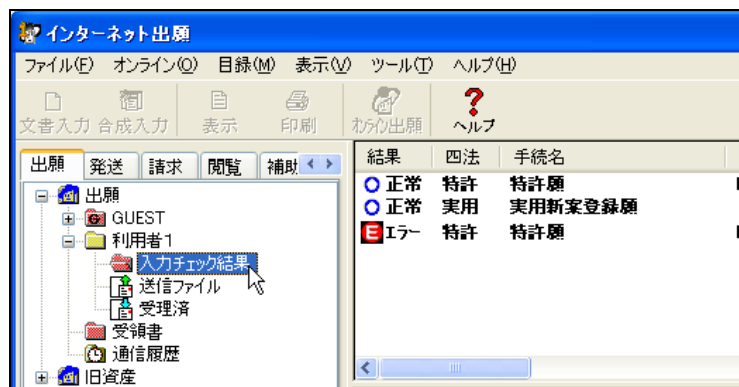 インターネット出願
ファイル(F) オンライン(O) 目録(M) 表示(V) ツール(T) ヘルプ(H)
文書入力 合成入力 表示 印刷 オンライン出願 ヘルプ
出願 発送 請求 閲覧 補助
結果 四法 手続名
正常 特許 特許願
正常 実用 実用新案登録願
E エラー 特許 特許願
出願
GUEST
利用者1
入力チェック結果
送信ファイル
受理済
受領書
通信履歴
旧資産